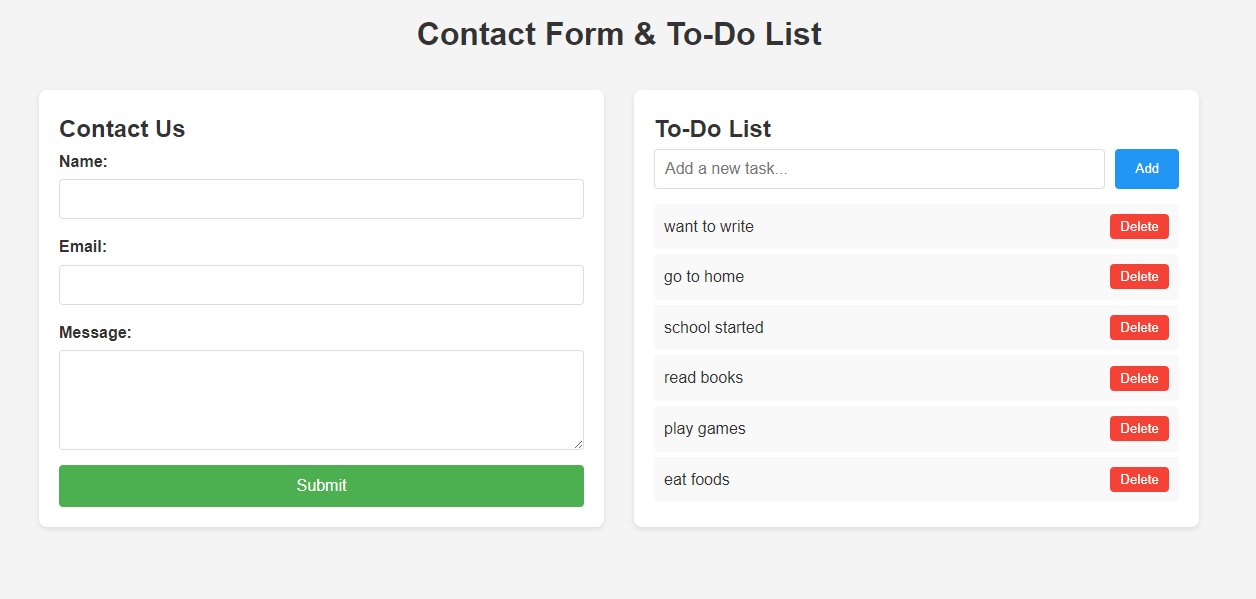 Contact Form & To-Do List
Contact Us
Name:
Email:
Message:
Submit
To-Do List
Add a new task...
Add
want to write
Delete
go to home
Delete
school started
Delete
read books
Delete
play games
Delete
eat foods
Delete